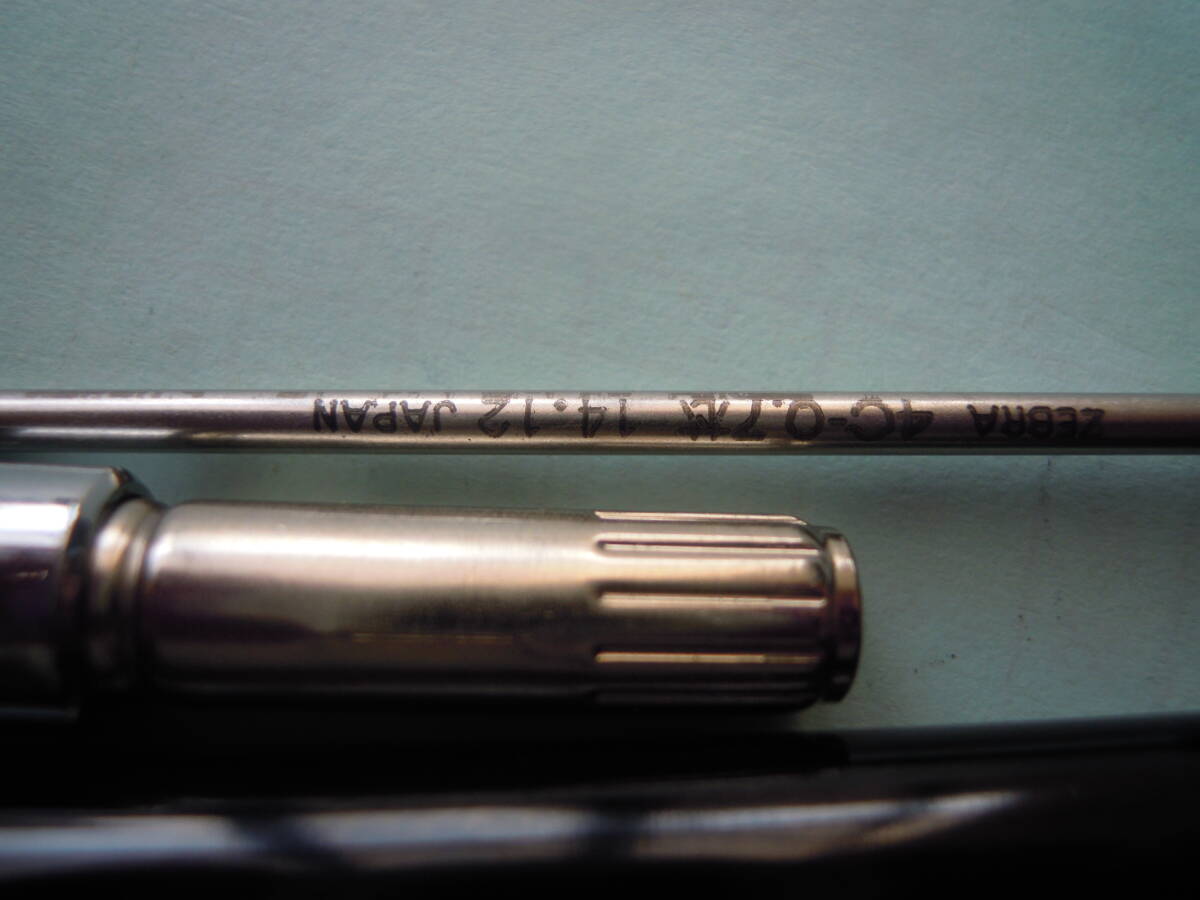 ZEBRA 4C-0.7芯 14・12 JAPAN